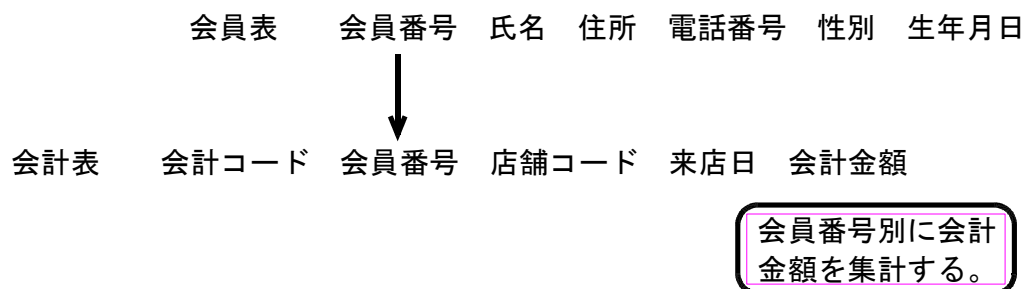 会員表 会員番号 氏名 住所 電話番号 性別 生年月日
会計表 会計コード 会員番号 店舗コード 来店日 会計金額
会員番号別に会計
金額を集計する。